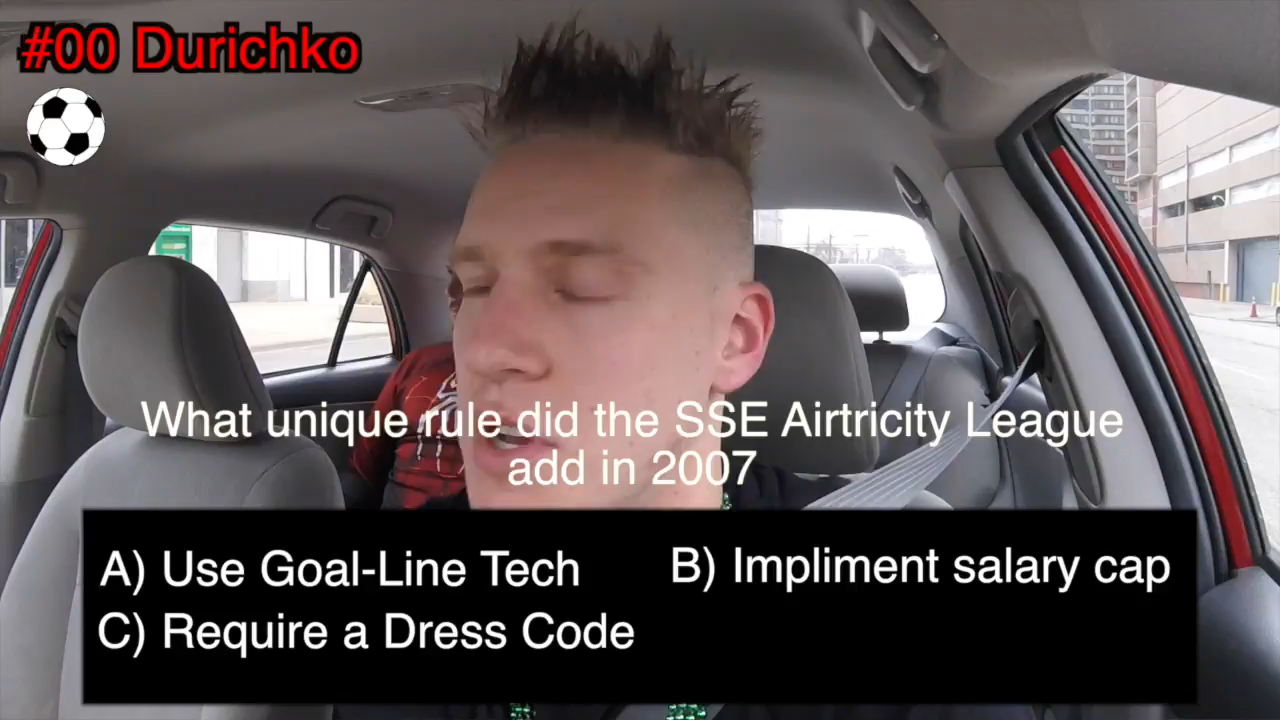 #00 Durichko
What unique rule did the SSE Airtricity League
add in 2007
A) Use Goal-Line Tech
B) Impliment salary cap
C) Require a Dress Code